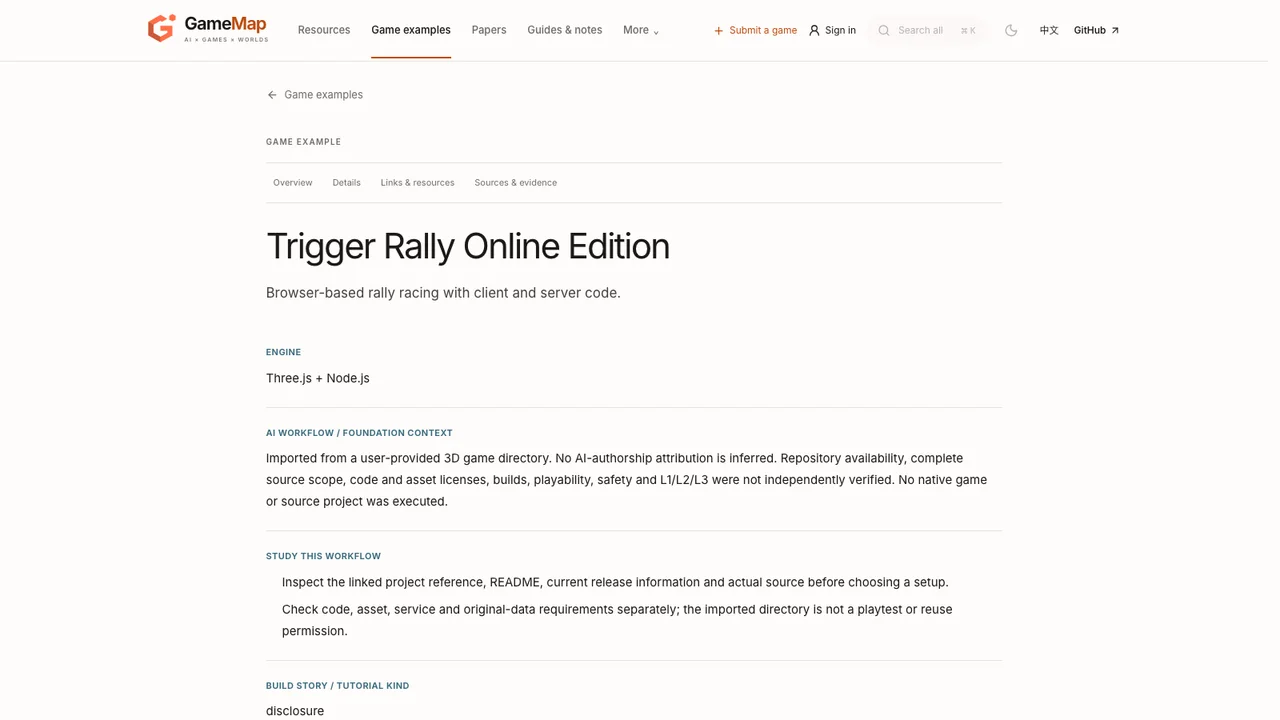 GameMap
AI × GAMES × WORLDS
Resources
Game examples
Papers
Guides & notes
More
+ Submit a game
Sign in
Search all
⌘ K
中文
GitHub ↗
← Game examples
GAME EXAMPLE
Overview
Details
Links & resources
Sources & evidence
Trigger Rally Online Edition
Browser-based rally racing with client and server code.
ENGINE
Three.js + Node.js
AI WORKFLOW / FOUNDATION CONTEXT
Imported from a user-provided 3D game directory. No AI-authorship attribution is inferred. Repository availability, complete
source scope, code and asset licenses, builds, playability, safety and L1/L2/L3 were not independently verified. No native game
or source project was executed.
STUDY THIS WORKFLOW
Inspect the linked project reference, README, current release information and actual source before choosing a setup.
Check code, asset, service and original-data requirements separately; the imported directory is not a playtest or reuse
permission.
BUILD STORY / TUTORIAL KIND
disclosure